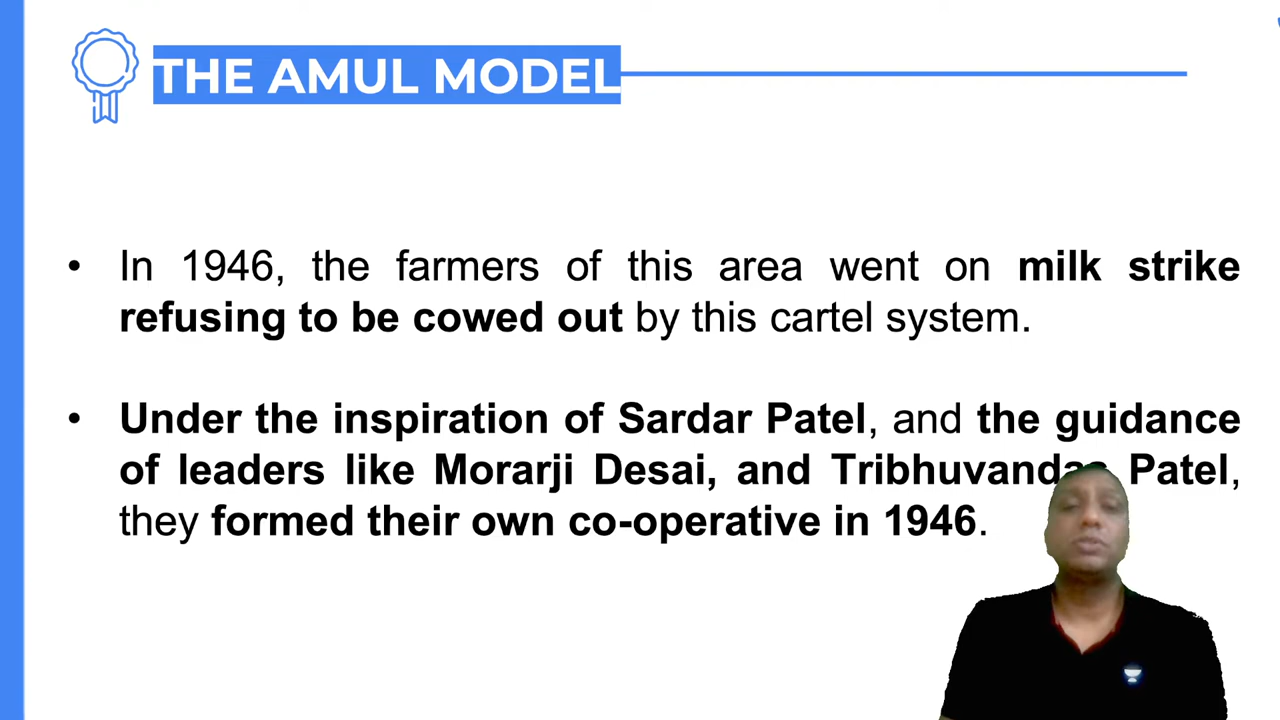 THE AMUL MODEL
• In 1946, the farmers of this area went on milk strike
refusing to be cowed out by this cartel system.
• Under the inspiration of Sardar Patel, and the guidance
of leaders like Morarji Desai, and Tribhuvandas Patel,
they formed their own co-operative in 1946.